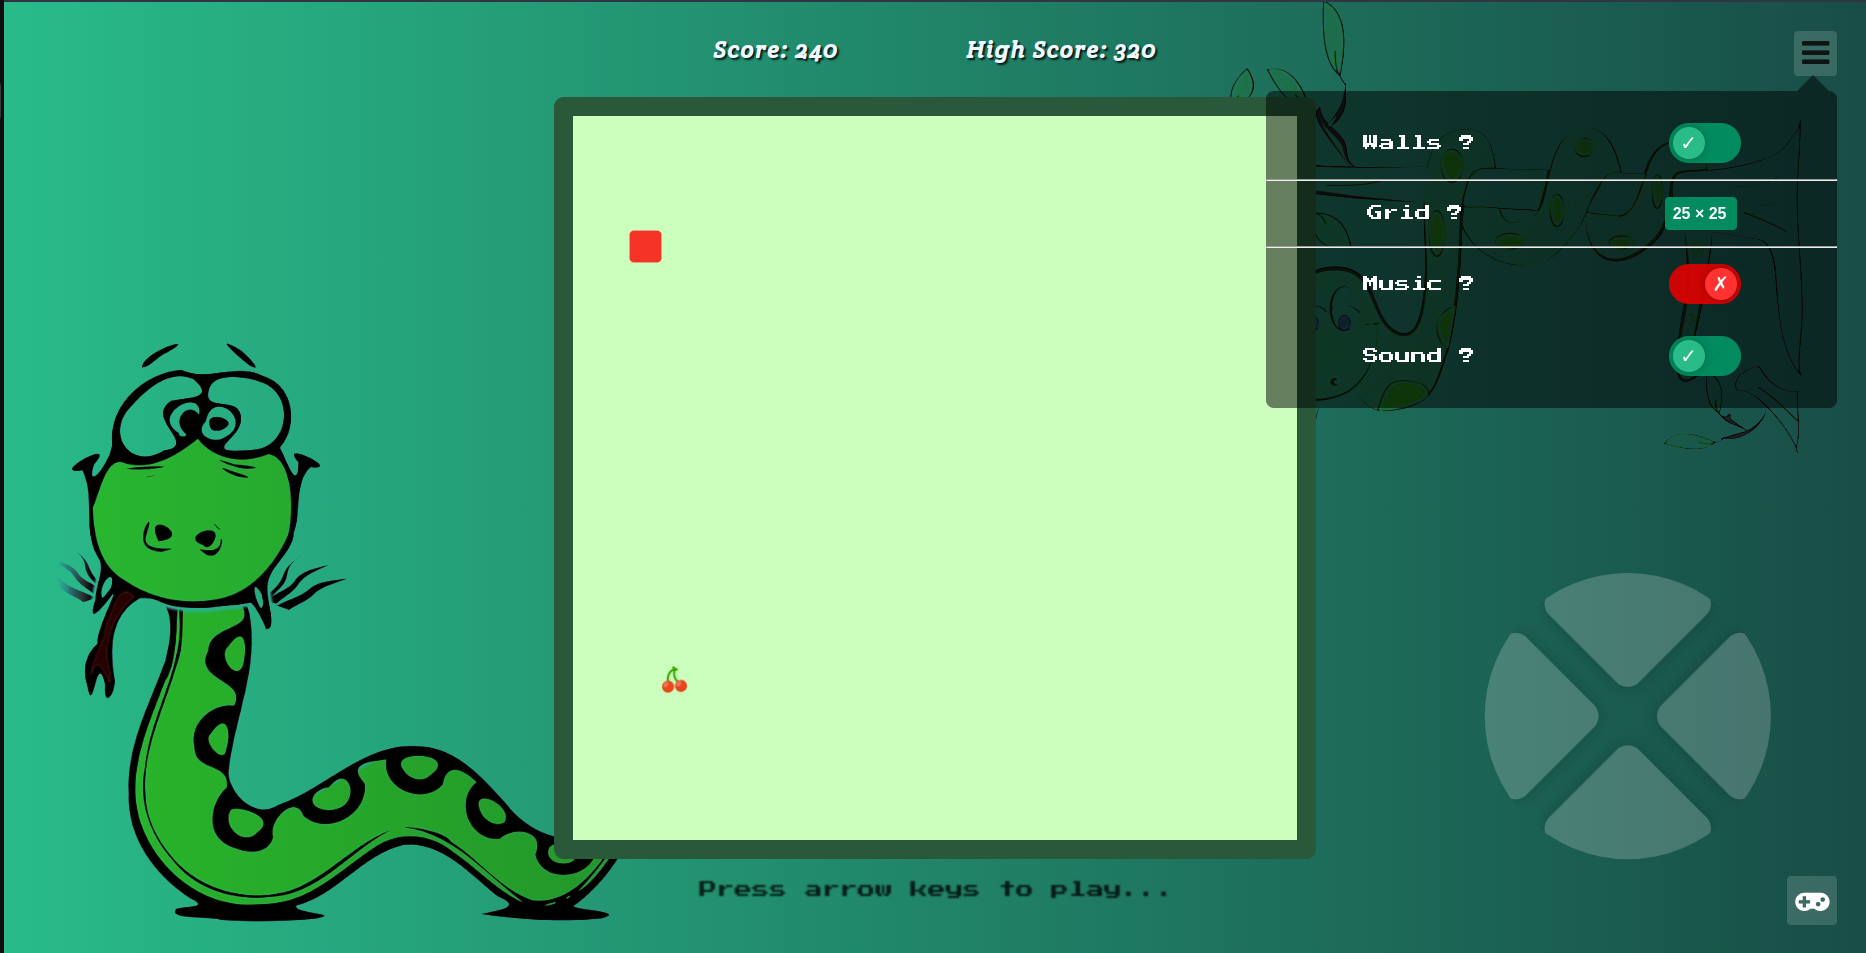 Score: 240
High Score: 320
Walls ?
✓
Grid ?
25 × 25
Music ?
✗
Sound ?
✓
Press arrow keys to play...